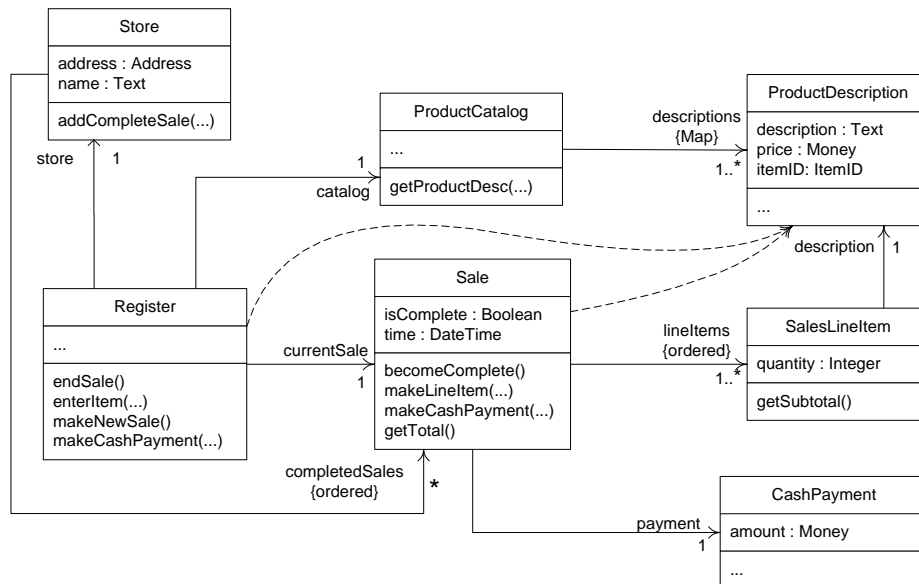 Store
address : Address
name : Text
addCompleteSale(...)
store
1
ProductCatalog
...
getProductDesc(...)
1
catalog
descriptions
{Map}
1..*
ProductDescription
description : Text
price : Money
itemID: ItemID
...
description
1
Register
...
endSale()
enterItem(...)
makeNewSale()
makeCashPayment(...)
currentSale
1
Sale
isComplete : Boolean
time : DateTime
becomeComplete()
makeLineItem(...)
makeCashPayment(...)
getTotal()
lineItems
{ordered}
1..*
SalesLineItem
quantity : Integer
getSubtotal()
completedSales
{ordered}
*
payment
1
CashPayment
amount : Money
...